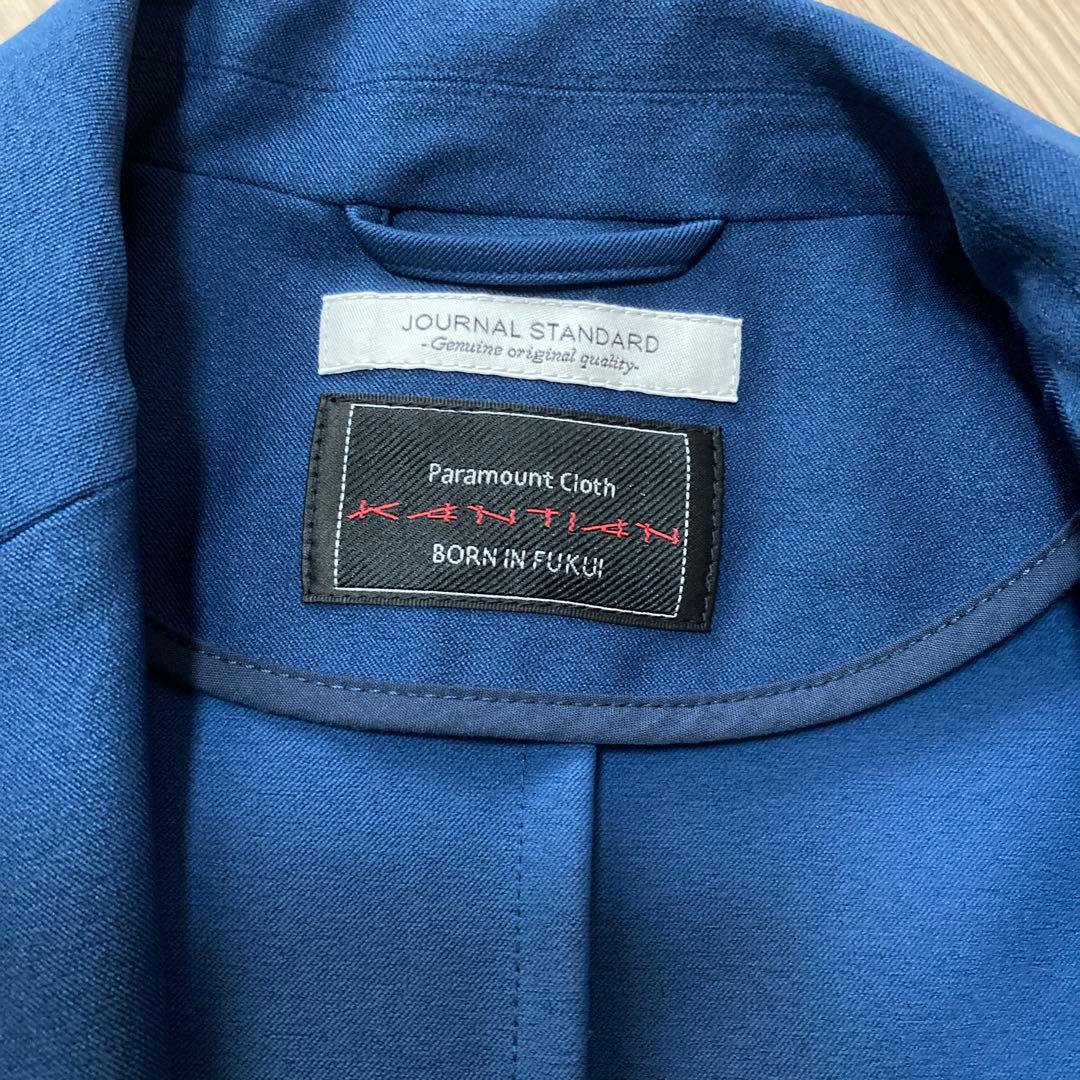 JOURNAL STANDARD
-Genuine original quality-
Paramount Cloth
KANTIAN
BORN IN FUKUI